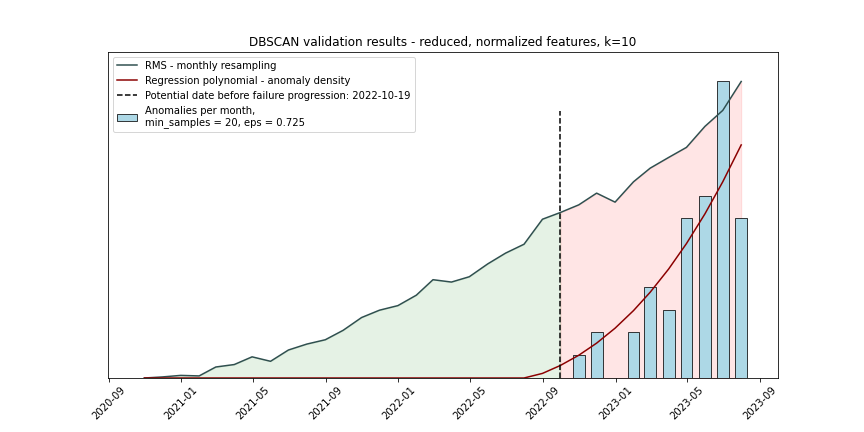 DBSCAN validation results - reduced, normalized features, k=10
RMS - monthly resampling
Regression polynomial - anomaly density
Potential date before failure progression: 2022-10-19
Anomalies per month,
min_samples = 20, eps = 0.725
2020-09
2021-01
2021-05
2021-09
2022-01
2022-05
2022-09
2023-01
2023-05
2023-09